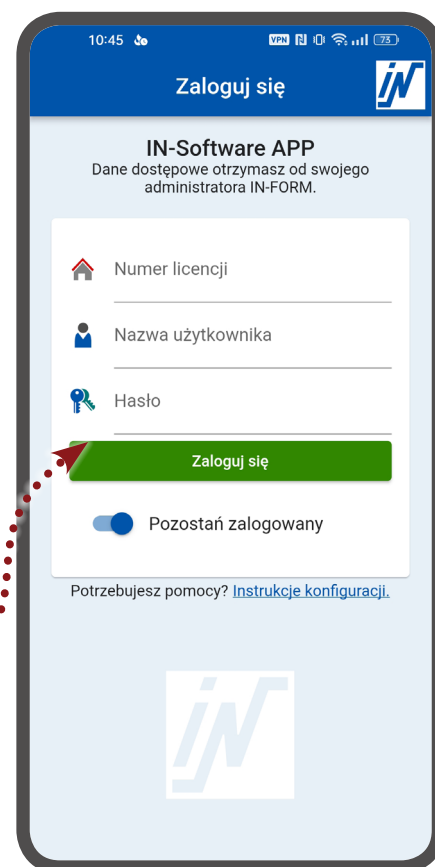 10:45 VPN 73
Zaloguj się
IN
IN-Software APP
Dane dostępowe otrzymasz od swojego
administratora IN-FORM.
Numer licencji
Nazwa użytkownika
Hasło
Zaloguj się
Pozostań zalogowany
Potrzebujesz pomocy? Instrukcje konfiguracji.
IN